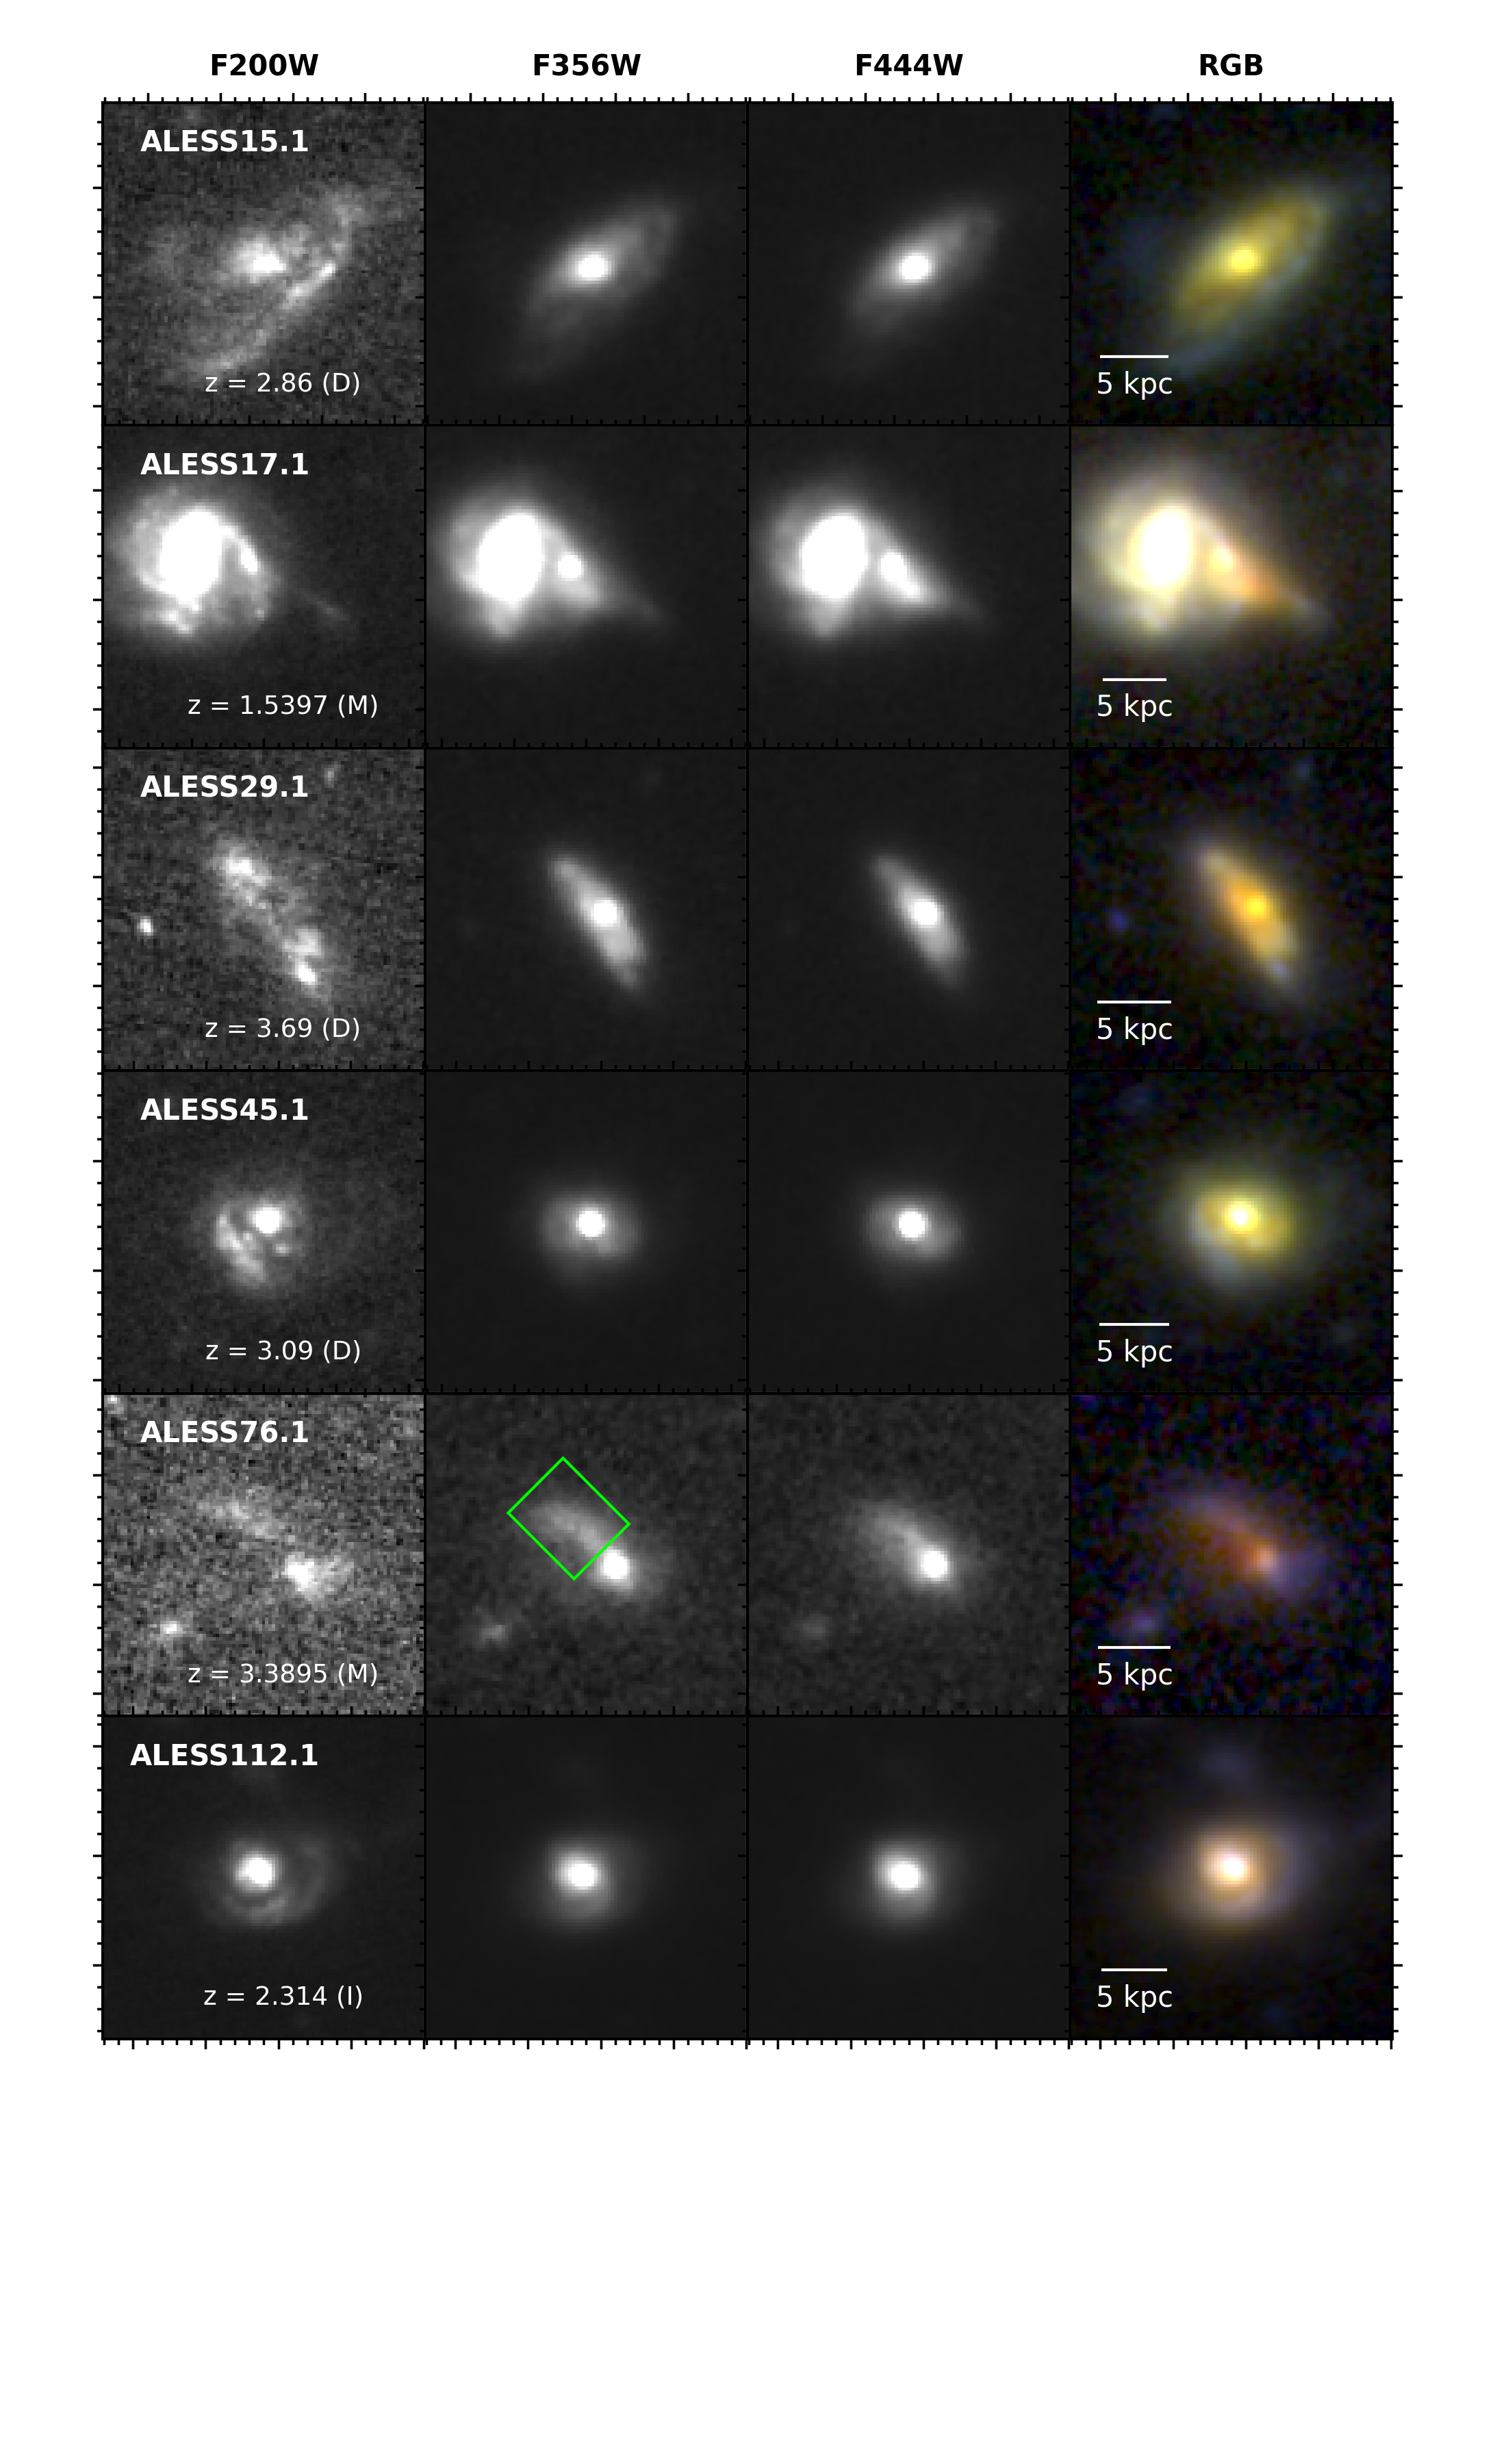 F200W F356W F444W RGB
ALESS15.1
z = 2.86 (D)
5 kpc
ALESS17.1
z = 1.5397 (M)
5 kpc
ALESS29.1
z = 3.69 (D)
5 kpc
ALESS45.1
z = 3.09 (D)
5 kpc
ALESS76.1
z = 3.3895 (M)
5 kpc
ALESS112.1
z = 2.314 (I)
5 kpc